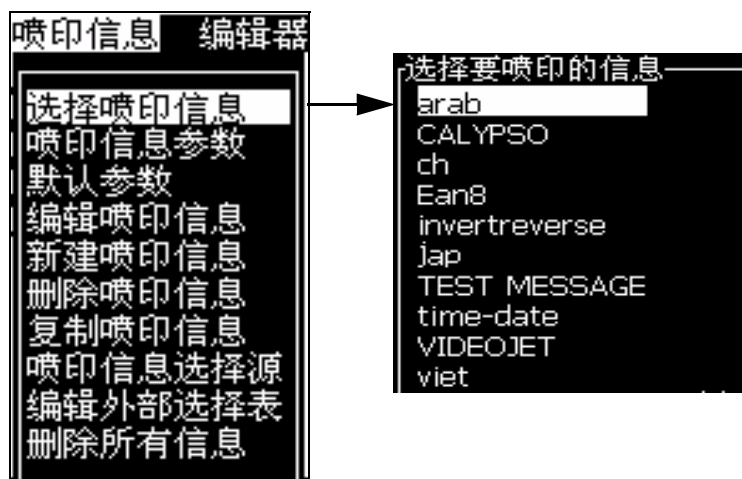 喷印信息 编辑器
选择喷印信息
喷印信息参数
默认参数
编辑喷印信息
新建喷印信息
删除喷印信息
复制喷印信息
喷印信息选择源
编辑外部选择表
删除所有信息
选择要喷印的信息
arab
CALYPSO
ch
Ean8
invertreverse
jap
TEST MESSAGE
time-date
VIDEOJET
viet